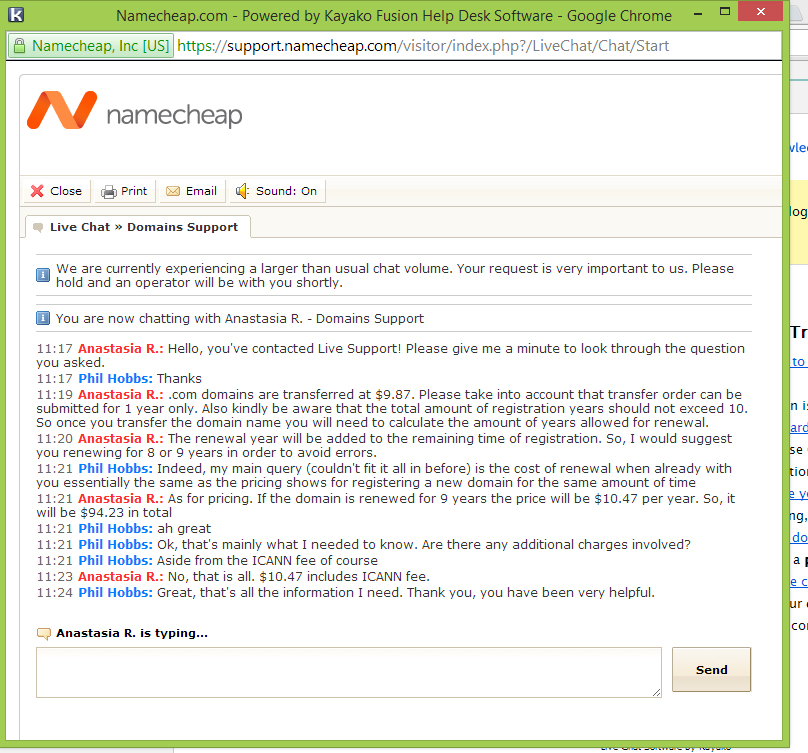 Namecheap.com - Powered by Kayako Fusion Help Desk Software - Google Chrome
Namecheap, Inc [US] https://support.namecheap.com/visitor/index.php?/LiveChat/Chat/Start
namecheap
Close Print Email Sound: On
Live Chat » Domains Support
We are currently experiencing a larger than usual chat volume. Your request is very important to us. Please
hold and an operator will be with you shortly.
You are now chatting with Anastasia R. - Domains Support
11:17 Anastasia R.: Hello, you've contacted Live Support! Please give me a minute to look through the question
you asked.
11:17 Phil Hobbs: Thanks
11:19 Anastasia R.: .com domains are transferred at $9.87. Please take into account that transfer order can be
submitted for 1 year only. Also kindly be aware that the total amount of registration years should not exceed 10.
So once you transfer the domain name you will need to calculate the amount of years allowed for renewal.
11:20 Anastasia R.: The renewal year will be added to the remaining time of registration. So, I would suggest
you renewing for 8 or 9 years in order to avoid errors.
11:21 Phil Hobbs: Indeed, my main query (couldn't fit it all in before) is the cost of renewal when already with
you essentially the same as the pricing shows for registering a new domain for the same amount of time
11:21 Anastasia R.: As for pricing. If the domain is renewed for 9 years the price will be $10.47 per year. So, it
will be $94.23 in total
11:21 Phil Hobbs: ah great
11:21 Phil Hobbs: Ok, that's mainly what I needed to know. Are there any additional charges involved?
11:21 Phil Hobbs: Aside from the ICANN fee of course
11:23 Anastasia R.: No, that is all. $10.47 includes ICANN fee.
11:24 Phil Hobbs: Great, that's all the information I need. Thank you, you have been very helpful.
Anastasia R. is typing...
Send